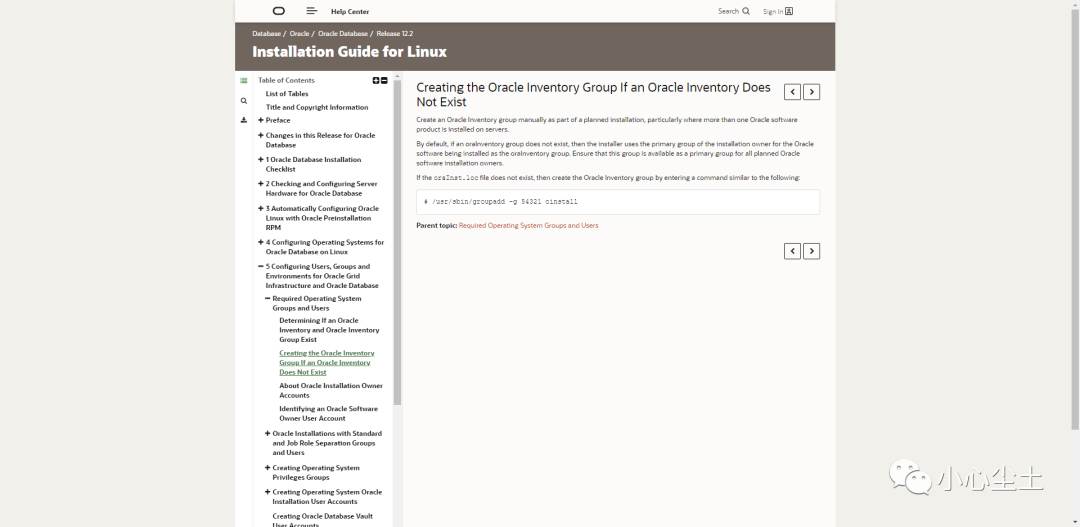 Help Center
Search
Sign In
Database / Oracle / Oracle Database / Release 12.2
Installation Guide for Linux
Table of Contents
List of Tables
Title and Copyright Information
Preface
Changes in this Release for Oracle
Database
1 Oracle Database Installation
Checklist
2 Checking and Configuring Server
Hardware for Oracle Database
3 Automatically Configuring Oracle
Linux with Oracle Preinstallation
RPM
4 Configuring Operating Systems for
Oracle Database on Linux
5 Configuring Users, Groups and
Environments for Oracle Grid
Infrastructure and Oracle Database
Required Operating System
Groups and Users
Determining If an Oracle
Inventory and Oracle Inventory
Group Exist
Creating the Oracle Inventory
Group If an Oracle Inventory
Does Not Exist
About Oracle Installation Owner
Accounts
Identifying an Oracle Software
Owner User Account
Oracle Installations with Standard
and Job Role Separation Groups
and Users
Creating Operating System
Privileges Groups
Creating Operating System Oracle
Installation User Accounts
Creating Oracle Database Vault
User Accounts
Creating the Oracle Inventory Group If an Oracle Inventory Does
Not Exist
Create an Oracle Inventory group manually as part of a planned installation, particularly where more than one Oracle software
product is installed on servers.
By default, if an oraInventory group does not exist, then the installer uses the primary group of the installation owner for the Oracle
software being installed as the oraInventory group. Ensure that this group is available as a primary group for all planned Oracle
software installation owners.
If the oraInst.loc file does not exist, then create the Oracle Inventory group by entering a command similar to the following:
# /usr/sbin/groupadd -g 54321 oinstall
Parent topic: Required Operating System Groups and Users
小心尘土